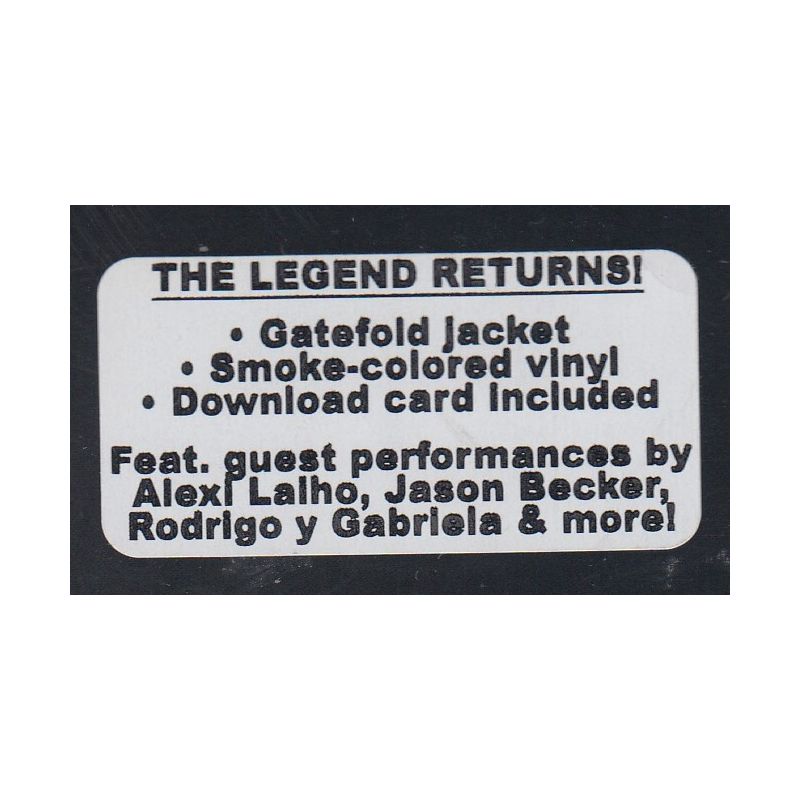 THE LEGEND RETURNS!
• Gatefold jacket
• Smoke-colored vinyl
• Download card included
Feat. guest performances by
Alexi Laiho, Jason Becker,
Rodrigo y Gabriela & more!